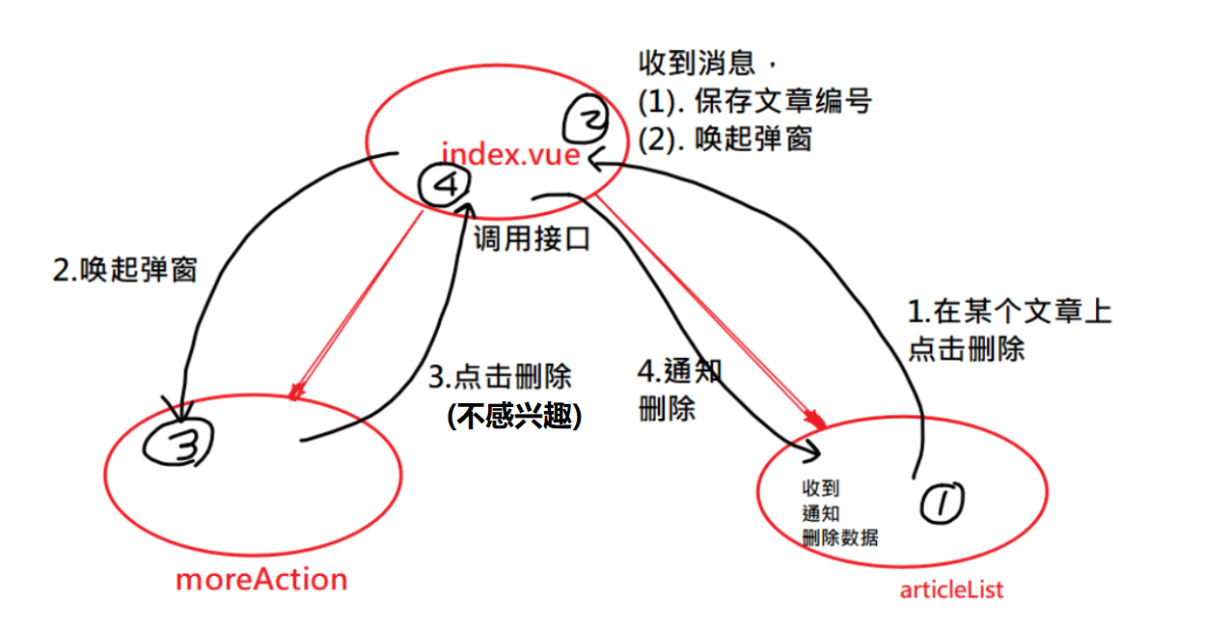 收到消息，
(1). 保存文章编号
(2). 唤起弹窗
2
index.vue
4
调用接口
2.唤起弹窗
1.在某个文章上
点击删除
3.点击删除
(不感兴趣)
4.通知
删除
3
收到
通知
删除数据
1
moreAction
articleList